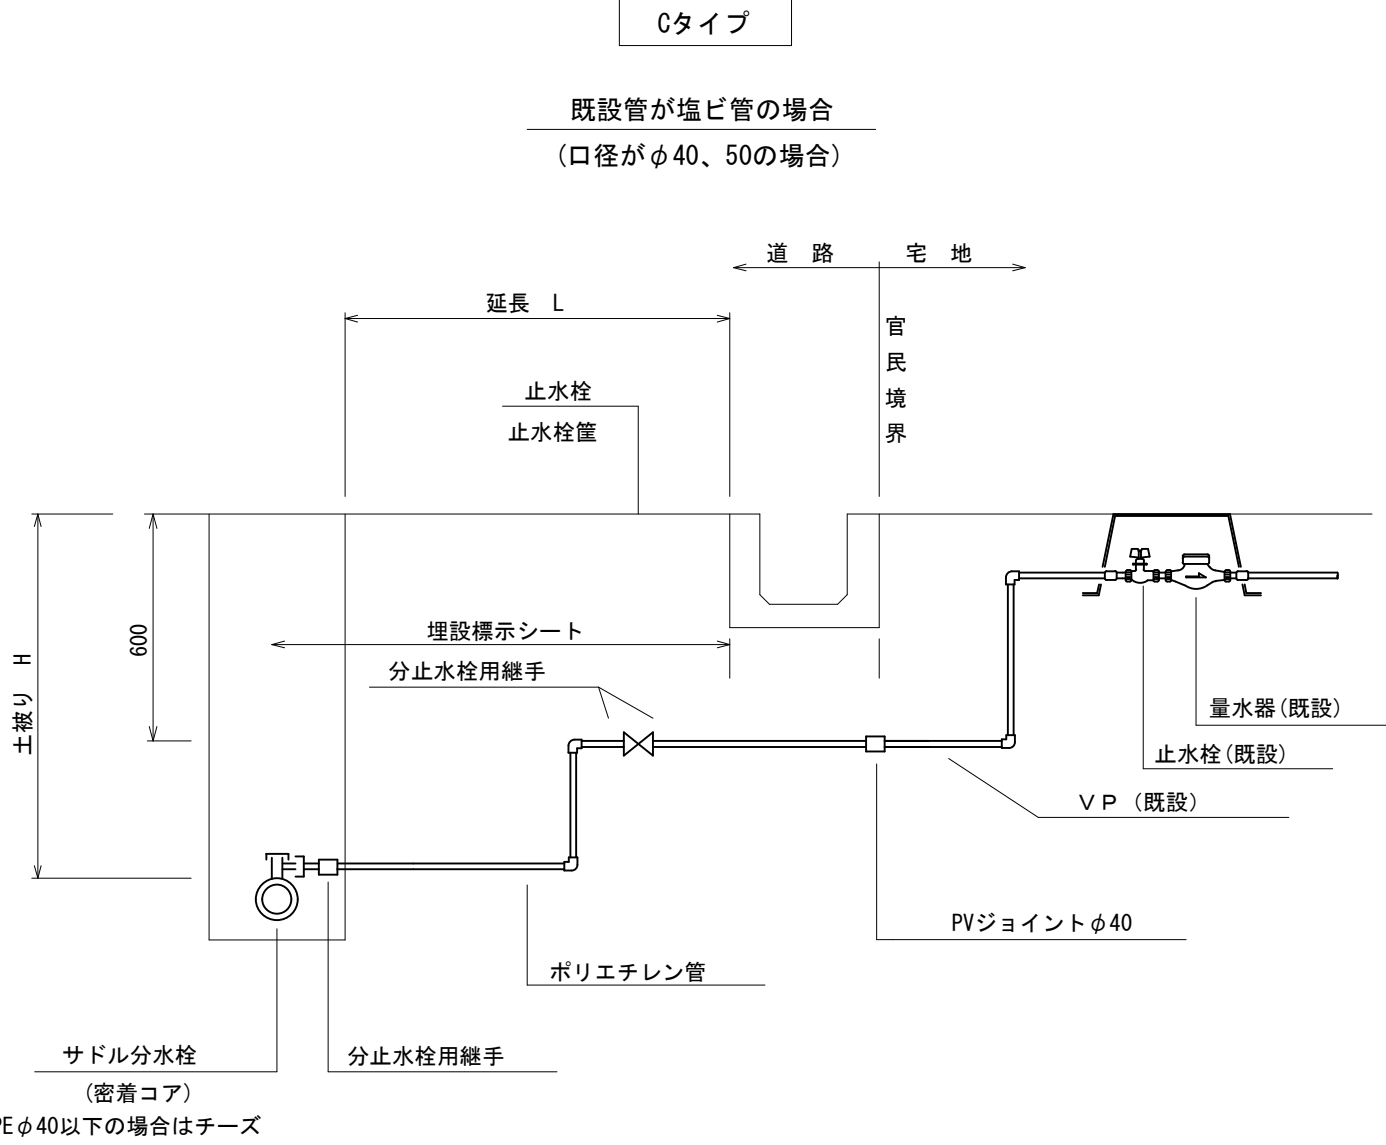 Cタイプ
既設管が塩ビ管の場合
(口径がφ40、50の場合)
道　路
宅　地
延長　L
官民境界
止水栓
止水栓筐
600
土被り　H
埋設標示シート
分止水栓用継手
量水器(既設)
止水栓(既設)
ＶＰ (既設)
PVジョイントφ40
ポリエチレン管
サドル分水栓
分止水栓用継手
(密着コア)
PEφ40以下の場合はチーズ